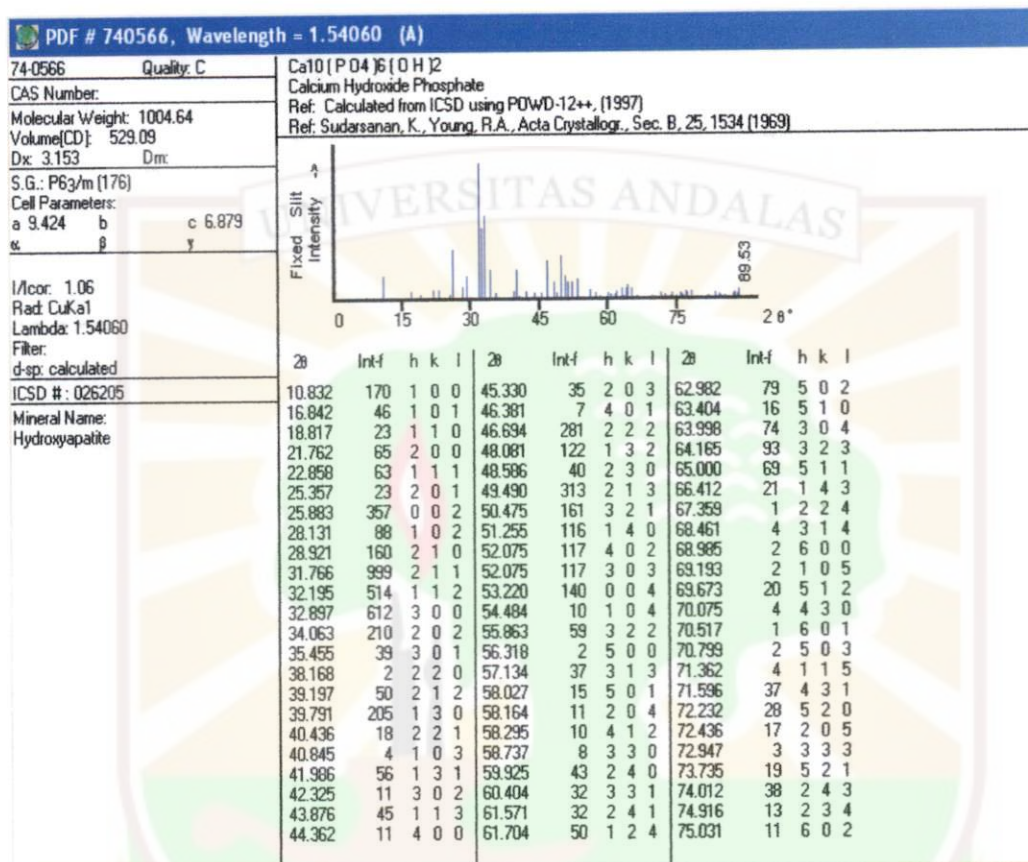 PDF # 740566, Wavelength = 1.54060 (A)
74-0566 Quality: C
CAS Number:
Molecular Weight: 1004.64
Volume[CD]: 529.09
Dx: 3.153 Dm:
S.G.: P63/m (176)
Cell Parameters:
a 9.424 b c 6.879
α β γ
I/Icor: 1.06
Rad: CuKa1
Lambda: 1.54060
Filter:
d-sp: calculated
ICSD # : 026205
Mineral Name:
Hydroxyapatite
Ca10 ( P O4 )6 ( O H )2
Calcium Hydroxide Phosphate
Ref: Calculated from ICSD using POWD-12++, (1997)
Ref: Sudarsanan, K., Young, R.A., Acta Crystallogr., Sec. B, 25, 1534 (1969)
UNIVERSITAS ANDALAS
Fixed Slit
Intensity ->
89.53
0 15 30 45 60 75 2 θ°
2θ Int-f h k l 2θ Int-f h k l 2θ Int-f h k l
10.832 170 1 0 0 45.330 35 2 0 3 62.982 79 5 0 2
16.842 46 1 0 1 46.381 7 4 0 1 63.404 16 5 1 0
18.817 23 1 1 0 46.694 281 2 2 2 63.998 74 3 0 4
21.762 65 2 0 0 48.081 122 1 3 2 64.165 93 3 2 3
22.858 63 1 1 1 48.586 40 2 3 0 65.000 69 5 1 1
25.357 23 2 0 1 49.490 313 2 1 3 66.412 21 1 4 3
25.883 357 0 0 2 50.475 161 3 2 1 67.359 1 2 2 4
28.131 88 1 0 2 51.255 116 1 4 0 68.461 4 3 1 4
28.921 160 2 1 0 52.075 117 4 0 2 68.985 2 6 0 0
31.766 999 2 1 1 52.075 117 3 0 3 69.193 2 1 0 5
32.195 514 1 1 2 53.220 140 0 0 4 69.673 20 5 1 2
32.897 612 3 0 0 54.484 10 1 0 4 70.075 4 4 3 0
34.063 210 2 0 2 55.863 59 3 2 2 70.517 1 6 0 1
35.455 39 3 0 1 56.318 2 5 0 0 70.799 2 5 0 3
38.168 2 2 2 0 57.134 37 3 1 3 71.362 4 1 1 5
39.197 50 2 1 2 58.027 15 5 0 1 71.596 37 4 3 1
39.791 205 1 3 0 58.164 11 2 0 4 72.232 28 5 2 0
40.436 18 2 2 1 58.295 10 4 1 2 72.436 17 2 0 5
40.845 4 1 0 3 58.737 8 3 3 0 72.947 3 3 3 3
41.986 56 1 3 1 59.925 43 2 4 0 73.735 19 5 2 1
42.325 11 3 0 2 60.404 32 3 3 1 74.012 38 2 4 3
43.876 45 1 1 3 61.571 32 2 4 1 74.916 13 2 3 4
44.362 11 4 0 0 61.704 50 1 2 4 75.031 11 6 0 2